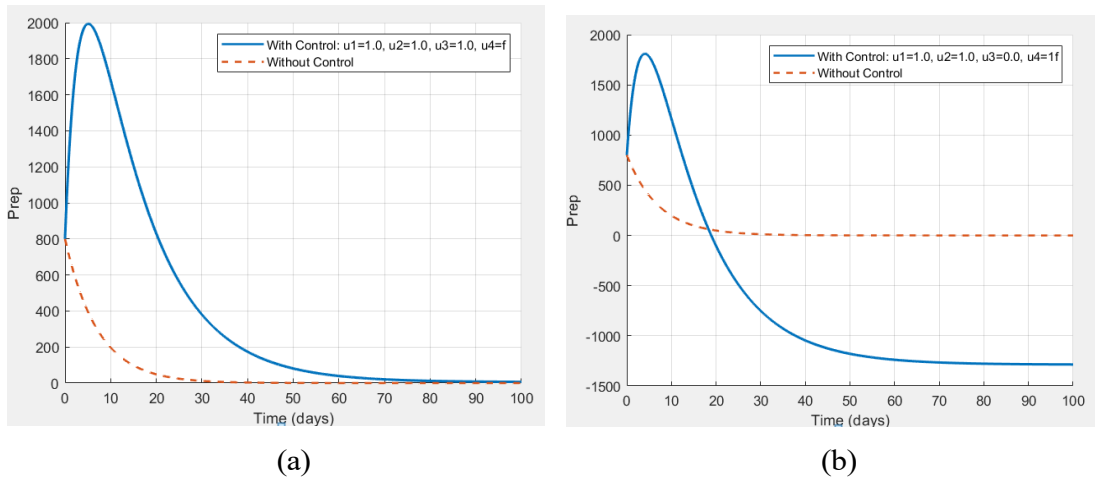 2000
1800
1600
1400
1200
1000
800
600
400
200
0
Prep
0 10 20 30 40 50 60 70 80 90 100
Time (days)
With Control: u1=1.0, u2=1.0, u3=1.0, u4=f
Without Control
(a)
2000
1500
1000
500
0
-500
-1000
-1500
Prep
0 10 20 30 40 50 60 70 80 90 100
Time (days)
With Control: u1=1.0, u2=1.0, u3=0.0, u4=1f
Without Control
(b)